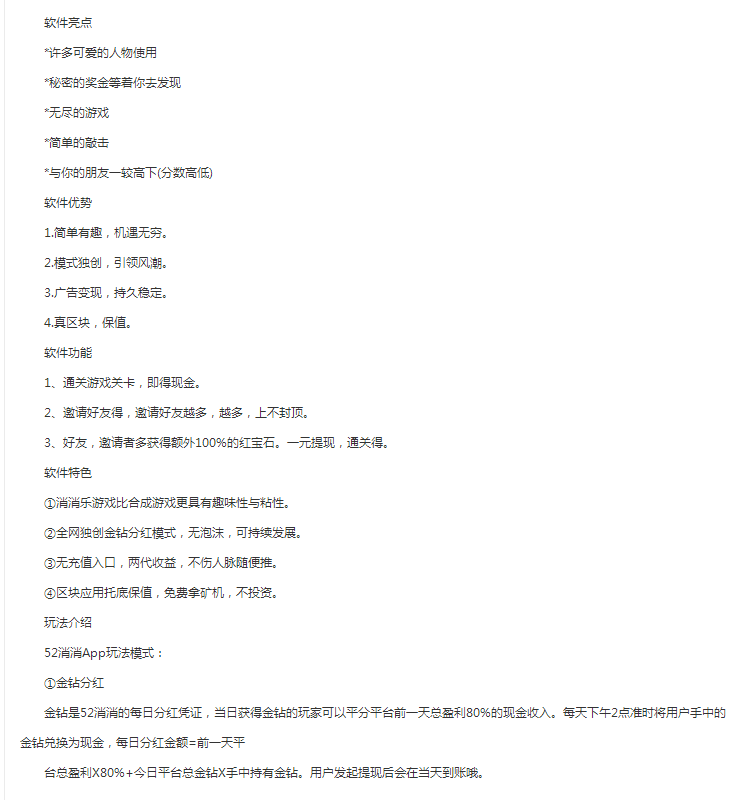 软件亮点
*许多可爱的人物使用
*秘密的奖金等着你去发现
*无尽的游戏
*简单的敲击
*与你的朋友一较高下(分数高低)
软件优势
1.简单有趣，机遇无穷。
2.模式独创，引领风潮。
3.广告变现，持久稳定。
4.真区块，保值。
软件功能
1、通关游戏关卡，即得现金。
2、邀请好友得，邀请好友越多，越多，上不封顶。
3、好友，邀请者多获得额外100%的红宝石。一元提现，通关得。
软件特色
①消消乐游戏比合成游戏更具有趣味性与粘性。
②全网独创金钻分红模式，无泡沫，可持续发展。
③无充值入口，两代收益，不伤人脉随便推。
④区块应用托底保值，免费拿矿机，不投资。
玩法介绍
52消消App玩法模式：
①金钻分红
金钻是52消消的每日分红凭证，当日获得金钻的玩家可以平分平台前一天总盈利80%的现金收入。每天下午2点准时将用户手中的
金钻兑换为现金，每日分红金额=前一天平
台总盈利X80%+今日平台总金钻X手中持有金钻。用户发起提现后会在当天到账哦。